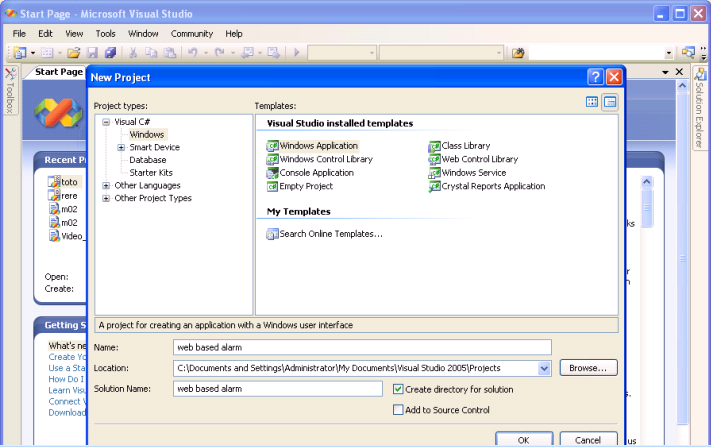 Start Page - Microsoft Visual Studio
File Edit View Tools Window Community Help
Toolbox
Start Page
Solution Explorer
New Project
Project types:
Templates:
Visual C#
Windows
Smart Device
Database
Starter Kits
Other Languages
Other Project Types
Visual Studio installed templates
Windows Application
Class Library
Windows Control Library
Web Control Library
Console Application
Windows Service
Empty Project
Crystal Reports Application
My Templates
Search Online Templates...
Recent P
toto
rere
m02
m02
Video_
Open:
Create:
Getting S
What's ne
Create Yo
Use a Sta
How Do I
Learn Visu
Connect V
Download
ks
r
n
s.
us
A project for creating an application with a Windows user interface
Name: web based alarm
Location: C:\Documents and Settings\Administrator\My Documents\Visual Studio 2005\Projects Browse...
Solution Name: web based alarm Create directory for solution
Add to Source Control
OK Cancel